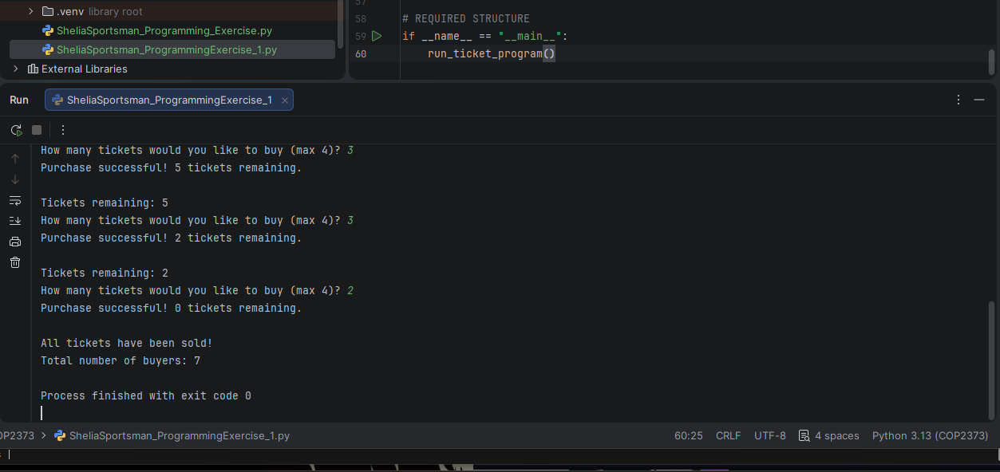 .venv library root
SheliaSportsman_Programming_Exercise.py
SheliaSportsman_ProgrammingExercise_1.py
External Libraries
57
58 # REQUIRED STRUCTURE
59 if __name__ == "__main__":
60 run_ticket_program()
Run SheliaSportsman_ProgrammingExercise_1
How many tickets would you like to buy (max 4)? 3
Purchase successful! 5 tickets remaining.
Tickets remaining: 5
How many tickets would you like to buy (max 4)? 3
Purchase successful! 2 tickets remaining.
Tickets remaining: 2
How many tickets would you like to buy (max 4)? 2
Purchase successful! 0 tickets remaining.
All tickets have been sold!
Total number of buyers: 7
Process finished with exit code 0
OP2373 > SheliaSportsman_ProgrammingExercise_1.py 60:25 CRLF UTF-8 4 spaces Python 3.13 (COP2373)